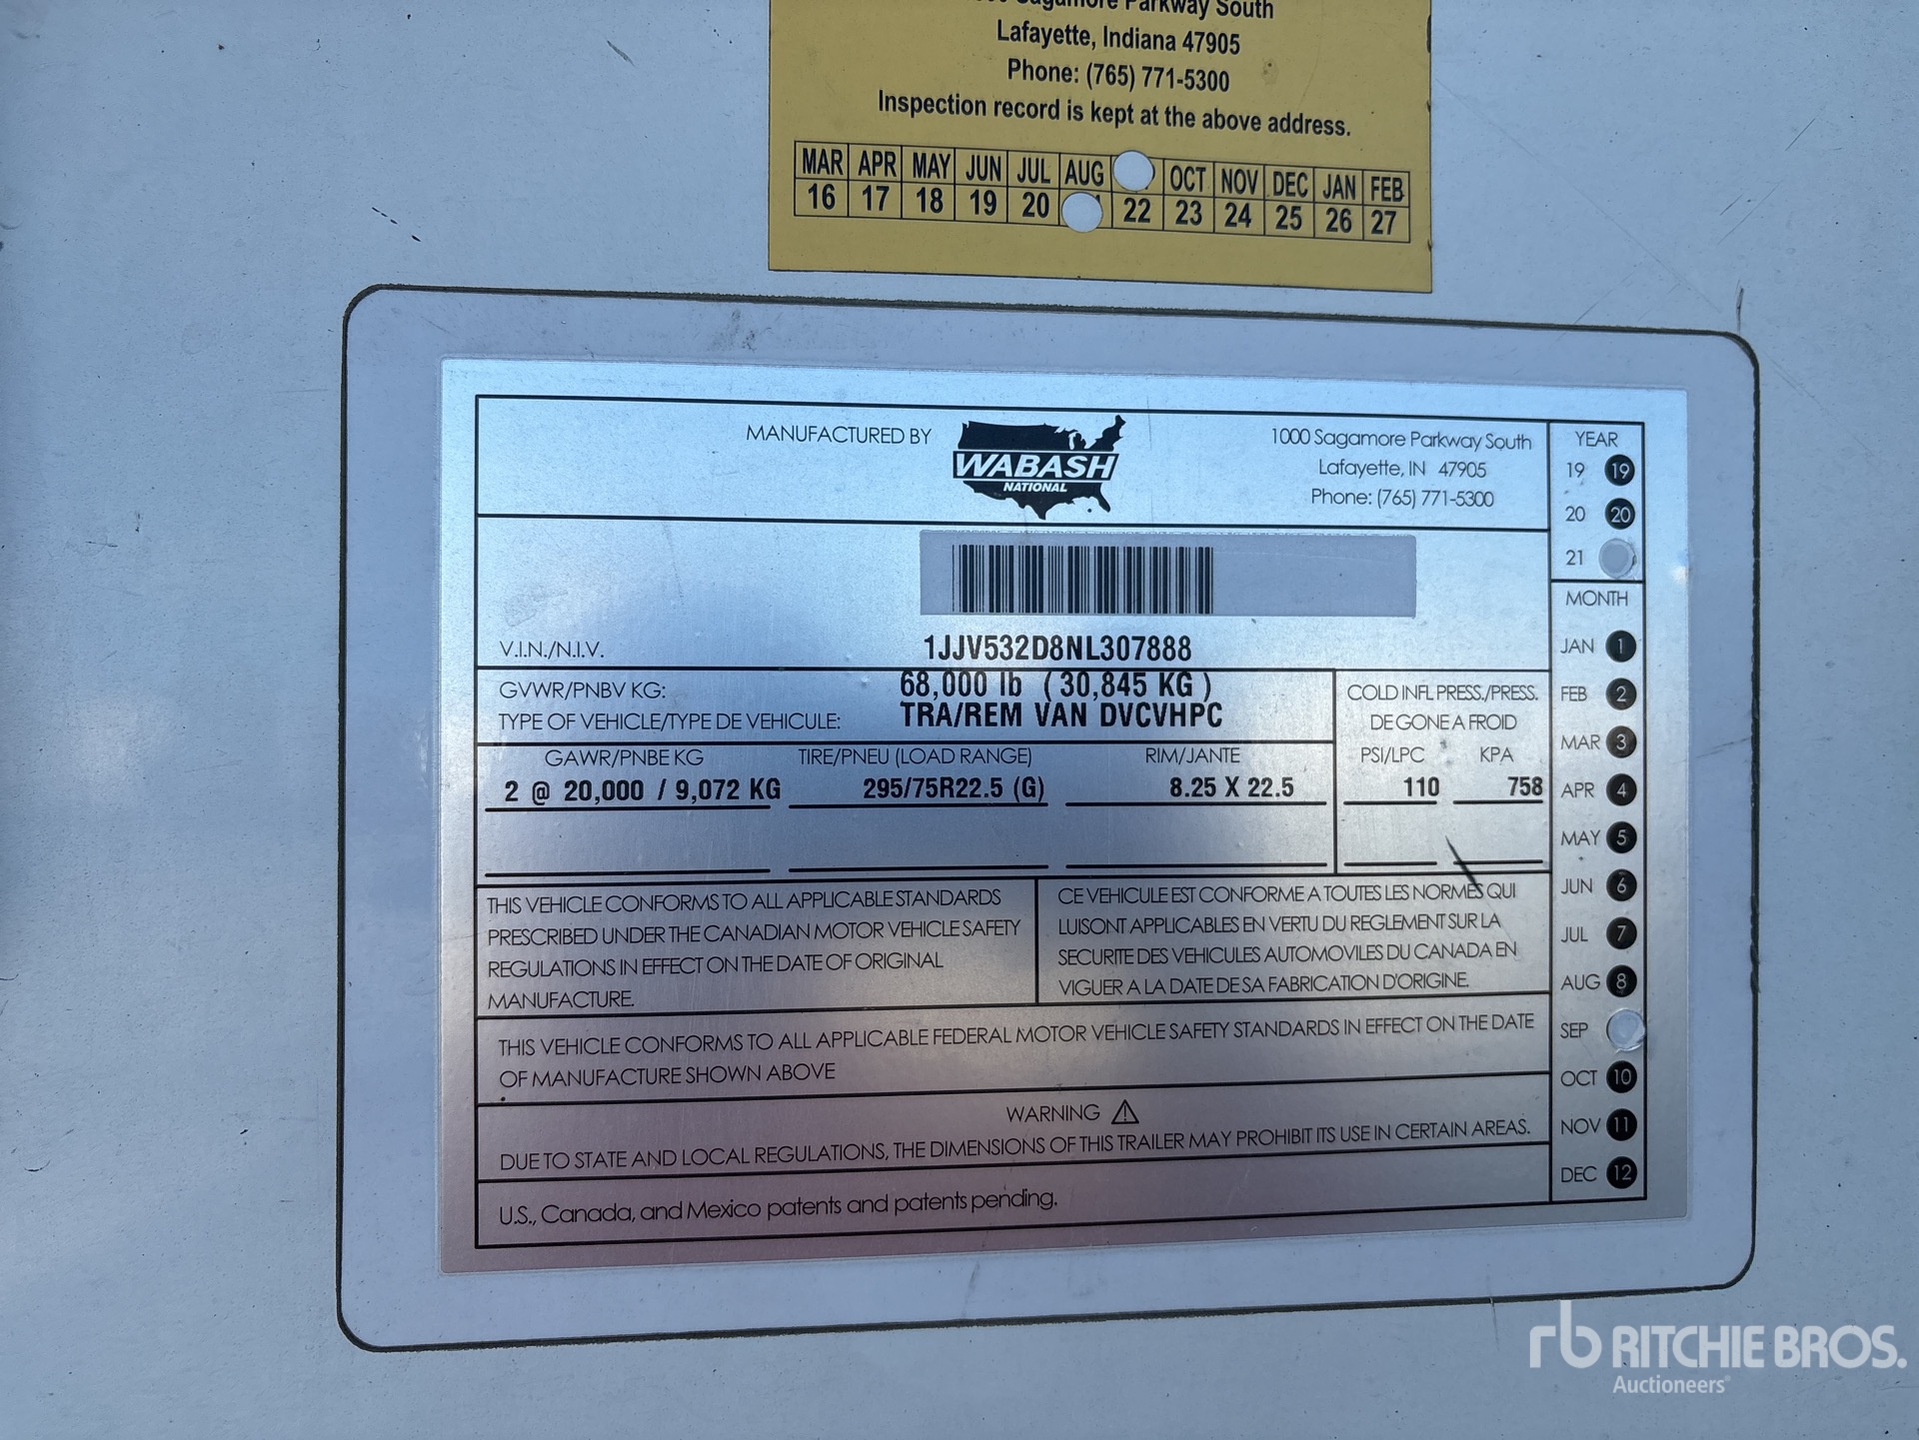 Sagamore Parkway South
Lafayette, Indiana 47905
Phone: (765) 771-5300
Inspection record is kept at the above address.
MAR APR MAY JUN JUL AUG OCT NOV DEC JAN FEB
16 17 18 19 20 22 23 24 25 26 27
MANUFACTURED BY
WABASH
NATIONAL
1000 Sagamore Parkway South
Lafayette, IN 47905
Phone: (765) 771-5300
V.I.N./N.I.V. 1JJV532D8NL307888
GVWR/PNBV KG: 68,000 lb (30,845 KG)
TYPE OF VEHICLE/TYPE DE VEHICULE: TRA/REM VAN DVCVHPC
COLD INFL PRESS./PRESS.
DE GONE A FROID
GAWR/PNBE KG TIRE/PNEU (LOAD RANGE) RIM/JANTE PSI/LPC KPA
2 @ 20,000 / 9,072 KG 295/75R22.5 (G) 8.25 X 22.5 110 758
THIS VEHICLE CONFORMS TO ALL APPLICABLE STANDARDS
PRESCRIBED UNDER THE CANADIAN MOTOR VEHICLE SAFETY
REGULATIONS IN EFFECT ON THE DATE OF ORIGINAL
MANUFACTURE.
CE VEHICULE EST CONFORME A TOUTES LES NORMES QUI
LUISONT APPLICABLES EN VERTU DU REGLEMENT SUR LA
SECURITE DES VEHICULES AUTOMOVILES DU CANADA EN
VIGUER A LA DATE DE SA FABRICATION D'ORIGINE.
THIS VEHICLE CONFORMS TO ALL APPLICABLE FEDERAL MOTOR VEHICLE SAFETY STANDARDS IN EFFECT ON THE DATE
OF MANUFACTURE SHOWN ABOVE
WARNING
DUE TO STATE AND LOCAL REGULATIONS, THE DIMENSIONS OF THIS TRAILER MAY PROHIBIT ITS USE IN CERTAIN AREAS.
U.S., Canada, and Mexico patents and patents pending.
YEAR
19 19
20 20
21
MONTH
JAN 1
FEB 2
MAR 3
APR 4
MAY 5
JUN 6
JUL 7
AUG 8
SEP
OCT 10
NOV 11
DEC 12
rb RITCHIE BROS.
Auctioneers